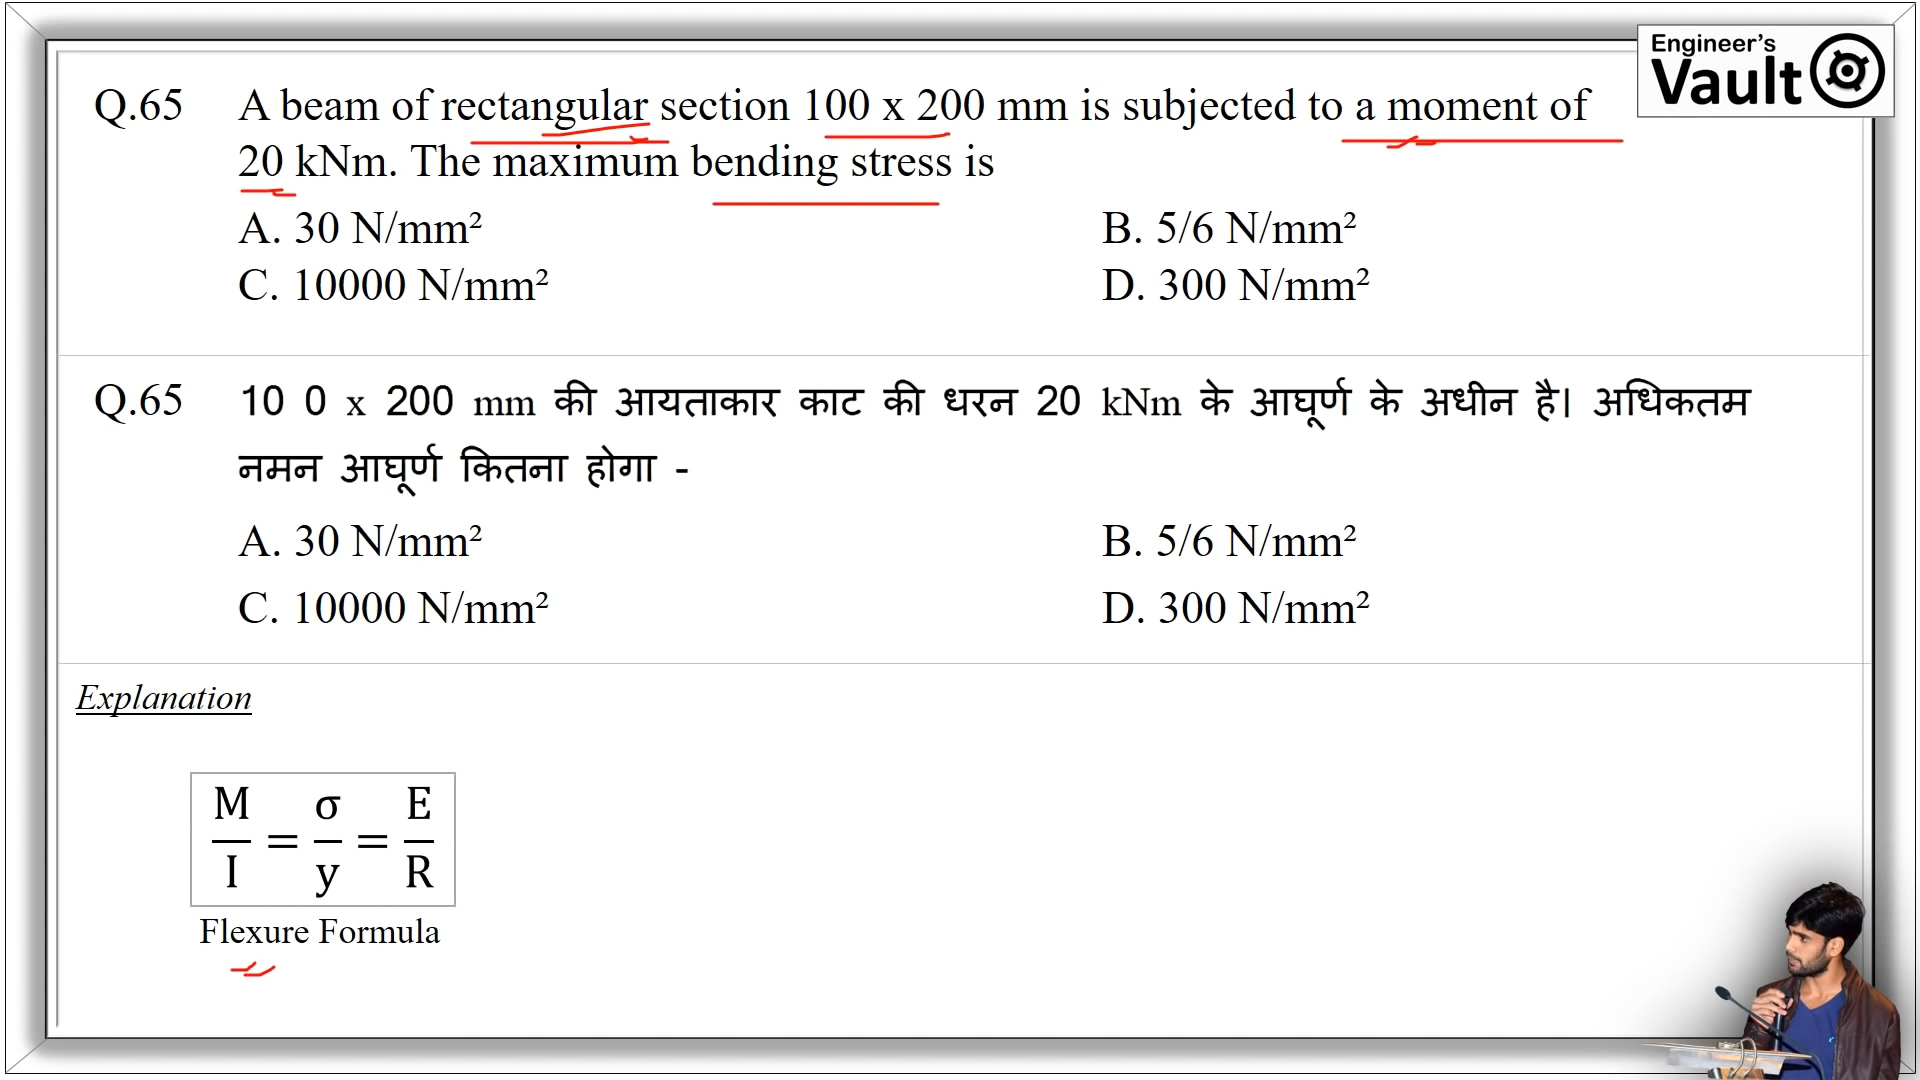 Engineer's
Vault
Q.65 A beam of rectangular section 100 x 200 mm is subjected to a moment of
20 kNm. The maximum bending stress is
A. 30 N/mm² B. 5/6 N/mm²
C. 10000 N/mm² D. 300 N/mm²
Q.65 10 0 x 200 mm की आयताकार काट की धरन 20 kNm के आघूर्ण के अधीन है। अधिकतम
नमन आघूर्ण कितना होगा -
A. 30 N/mm² B. 5/6 N/mm²
C. 10000 N/mm² D. 300 N/mm²
Explanation
M/I = σ/y = E/R
Flexure Formula